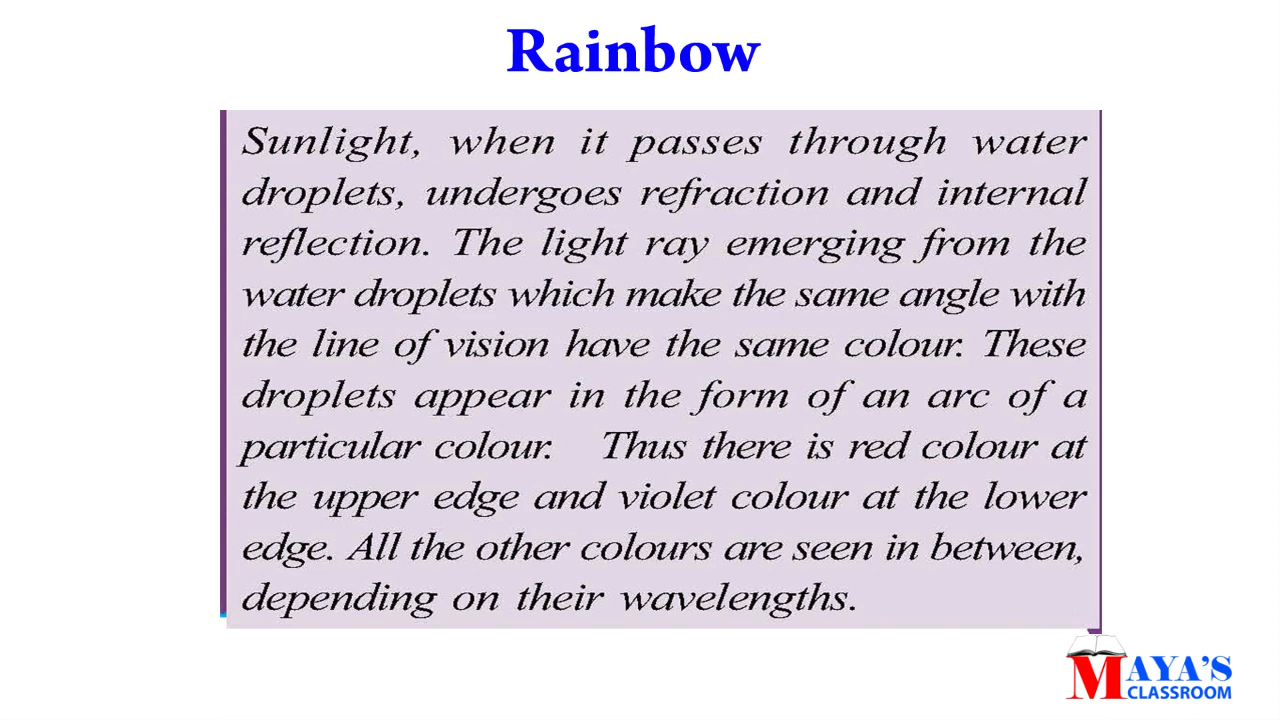 Rainbow
Sunlight, when it passes through water
droplets, undergoes refraction and internal
reflection. The light ray emerging from the
water droplets which make the same angle with
the line of vision have the same colour. These
droplets appear in the form of an arc of a
particular colour. Thus there is red colour at
the upper edge and violet colour at the lower
edge. All the other colours are seen in between,
depending on their wavelengths.
MAYA'S
CLASSROOM